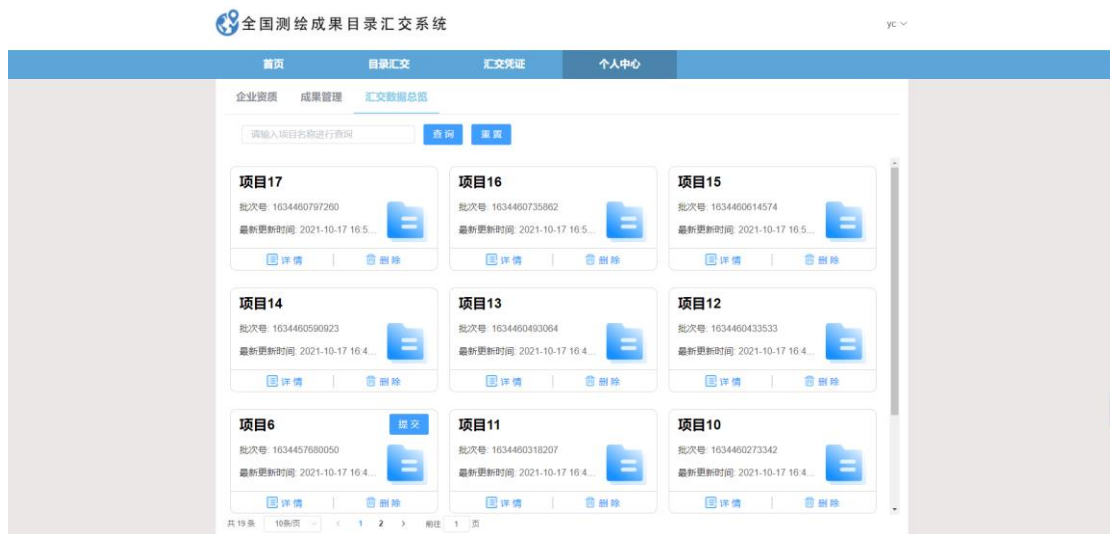 全国测绘成果目录汇交系统
yc
首页 目录汇交 汇交凭证 个人中心
企业资质 成果管理 汇交数据总览
请输入项目名称进行查询 查询 重置
项目17 项目16 项目15
批次号: 1634460797260 批次号: 1634460735862 批次号: 1634460614574
最新更新时间: 2021-10-17 16:5... 最新更新时间: 2021-10-17 16:5... 最新更新时间: 2021-10-17 16:5...
详情 删除 详情 删除 详情 删除
项目14 项目13 项目12
批次号: 1634460590923 批次号: 1634460493064 批次号: 1634460433533
最新更新时间: 2021-10-17 16:4... 最新更新时间: 2021-10-17 16:4... 最新更新时间: 2021-10-17 16:4...
详情 删除 详情 删除 详情 删除
项目6 提交 项目11 项目10
批次号: 1634457680050 批次号: 1634460318207 批次号: 1634460273342
最新更新时间: 2021-10-17 16:4... 最新更新时间: 2021-10-17 16:4... 最新更新时间: 2021-10-17 16:4...
详情 删除 详情 删除 详情 删除
共 19 条 10条/页 < 1 2 > 前往 1 页